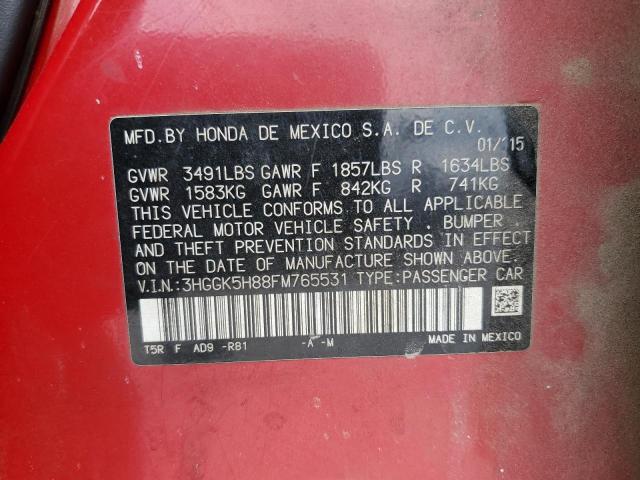 MFD.BY HONDA DE MEXICO S.A. DE C.V.
01/15
GVWR 3491LBS GAWR F 1857LBS R 1634LBS
GVWR 1583KG GAWR F 842KG R 741KG
THIS VEHICLE CONFORMS TO ALL APPLICABLE
FEDERAL MOTOR VEHICLE SAFETY . BUMPER .
AND THEFT PREVENTION STANDARDS IN EFFECT
ON THE DATE OF MANUFACTURE SHOWN ABOVE.
V.I.N.:3HGGK5H88FM765531 TYPE:PASSENGER CAR
T5R F AD9 -R81 -A -M MADE IN MEXICO